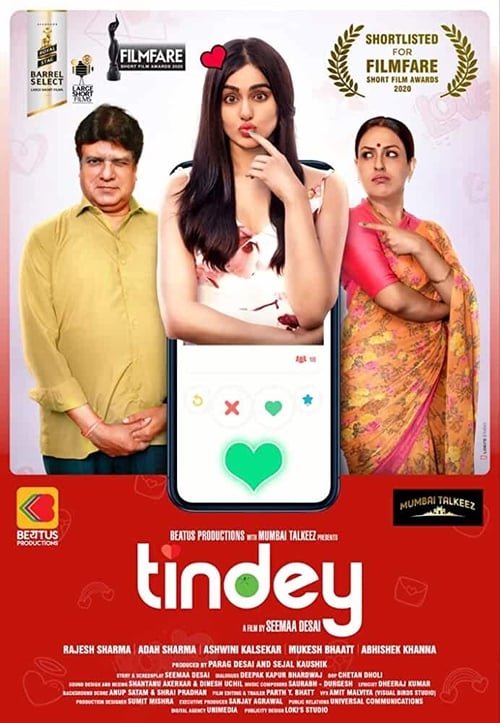 ROYAL
STAG
BARREL
SELECT
LARGE SHORT FILMS
LARGE
SHORT
FILMS
FILMFARE
SHORT FILM AWARDS 2020
SHORTLISTED
FOR
FILMFARE
SHORT FILM AWARDS
2020
18
BEATTUS
PRODUCTIONS
MUMBAI TALKEEZ
BEATUS PRODUCTIONS WITH MUMBAI TALKEEZ PRESENTS
tindey
A FILM BY SEEMAA DESAI
RAJESH SHARMA | ADAH SHARMA | ASHWINI KALSEKAR | MUKESH BHAATT | ABHISHEK KHANNA
PRODUCED BY PARAG DESAI AND SEJAL KAUSHIK
STORY & SCREENPLAY SEEMAA DESAI DIALOGUES DEEPAK KAPUR BHARDWAJ DOP CHETAN DHOLI
SOUND DESIGN AND MIXING SHANTANU AKERKAR & DINESH UCHIL MUSIC COMPOSERS SAURABH - DURGESH LYRICIST DHEERAJ KUMAR
BACKGROUND SCORE ANUP SATAM & SHRAI PRADHAN FILM EDITING & TRAILER PARTH Y. BHATT VFX AMIT MALVIYA (VISUAL BIRDS STUDIO)
PRODUCTION DESIGNER SUMIT MISHRA EXECUTIVE PRODUCER SANJAY AGRAWAL PUBLIC RELATIONS UNIVERSAL COMMUNICATIONS
DIGITAL AGENCY UNIMEDIA PUBLICITY DESIGN LOKI'S STUDIO